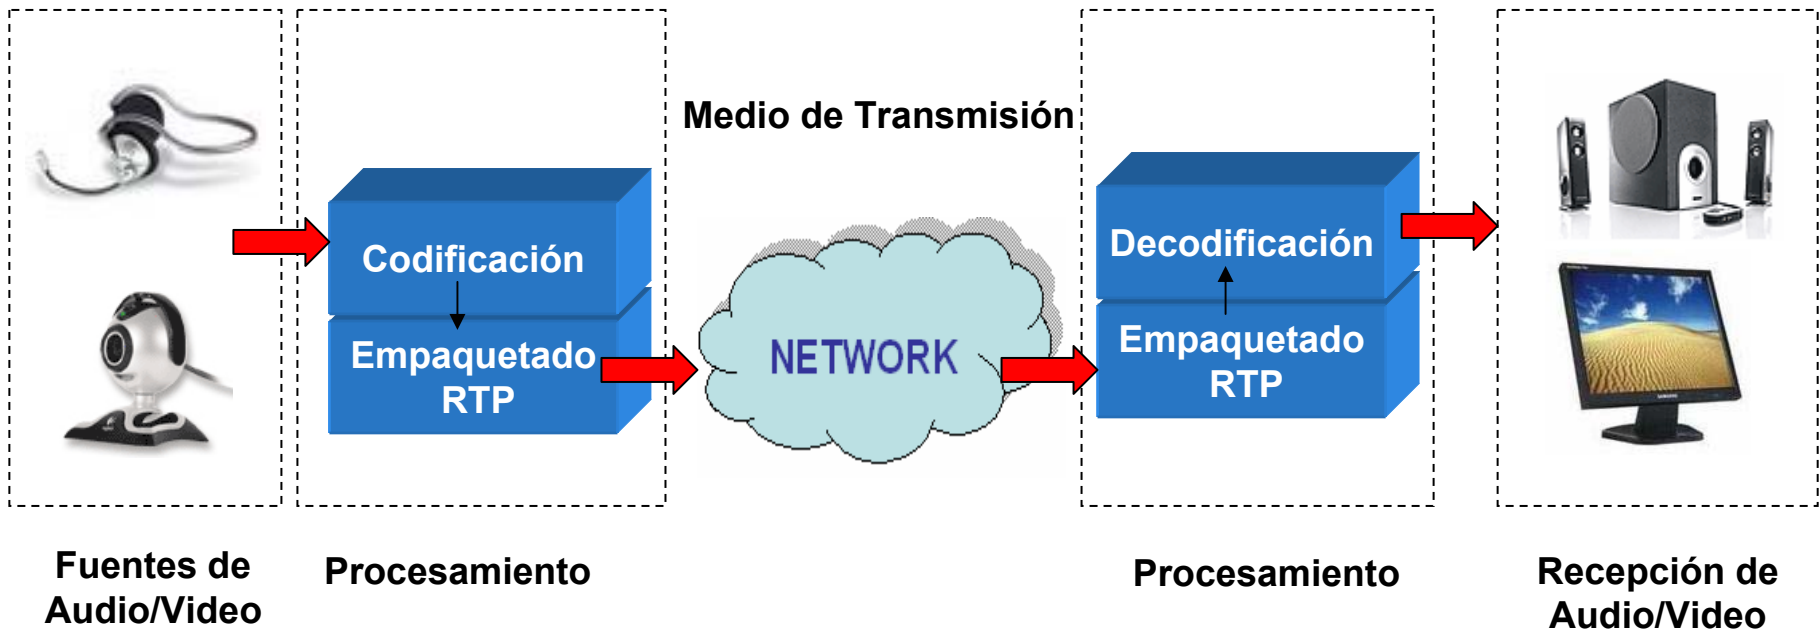 Medio de Transmisión
Codificación
Empaquetado
RTP
NETWORK
Decodificación
Empaquetado
RTP
SAMSUNG
Fuentes de
Audio/Video
Procesamiento
Procesamiento
Recepción de
Audio/Video